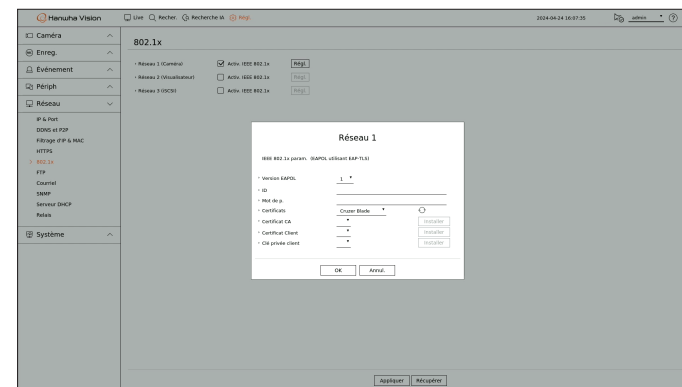 Hanwha Vision Live Recher. Recherche IA Régl. 2024-04-24 16:07:35 admin
Caméra
Enreg.
Événement
Périph
Réseau
IP & Port
DDNS et P2P
Filtrage d'IP & MAC
HTTPS
802.1x
FTP
Courriel
SNMP
Serveur DHCP
Relais
Système
802.1x
Réseau 1 (Caméra) Activ. IEEE 802.1x Régl.
Réseau 2 (Visualisateur) Activ. IEEE 802.1x Régl.
Réseau 3 (iSCSI) Activ. IEEE 802.1x Régl.
Réseau 1
IEEE 802.1x param. (EAPOL utilisant EAP-TLS)
Version EAPOL 1
ID
Mot de p.
Certificats Cruzer Blade
Certificat CA Installer
Certificat Client Installer
Clé privée client Installer
OK Annul.
Appliquer Récupérer